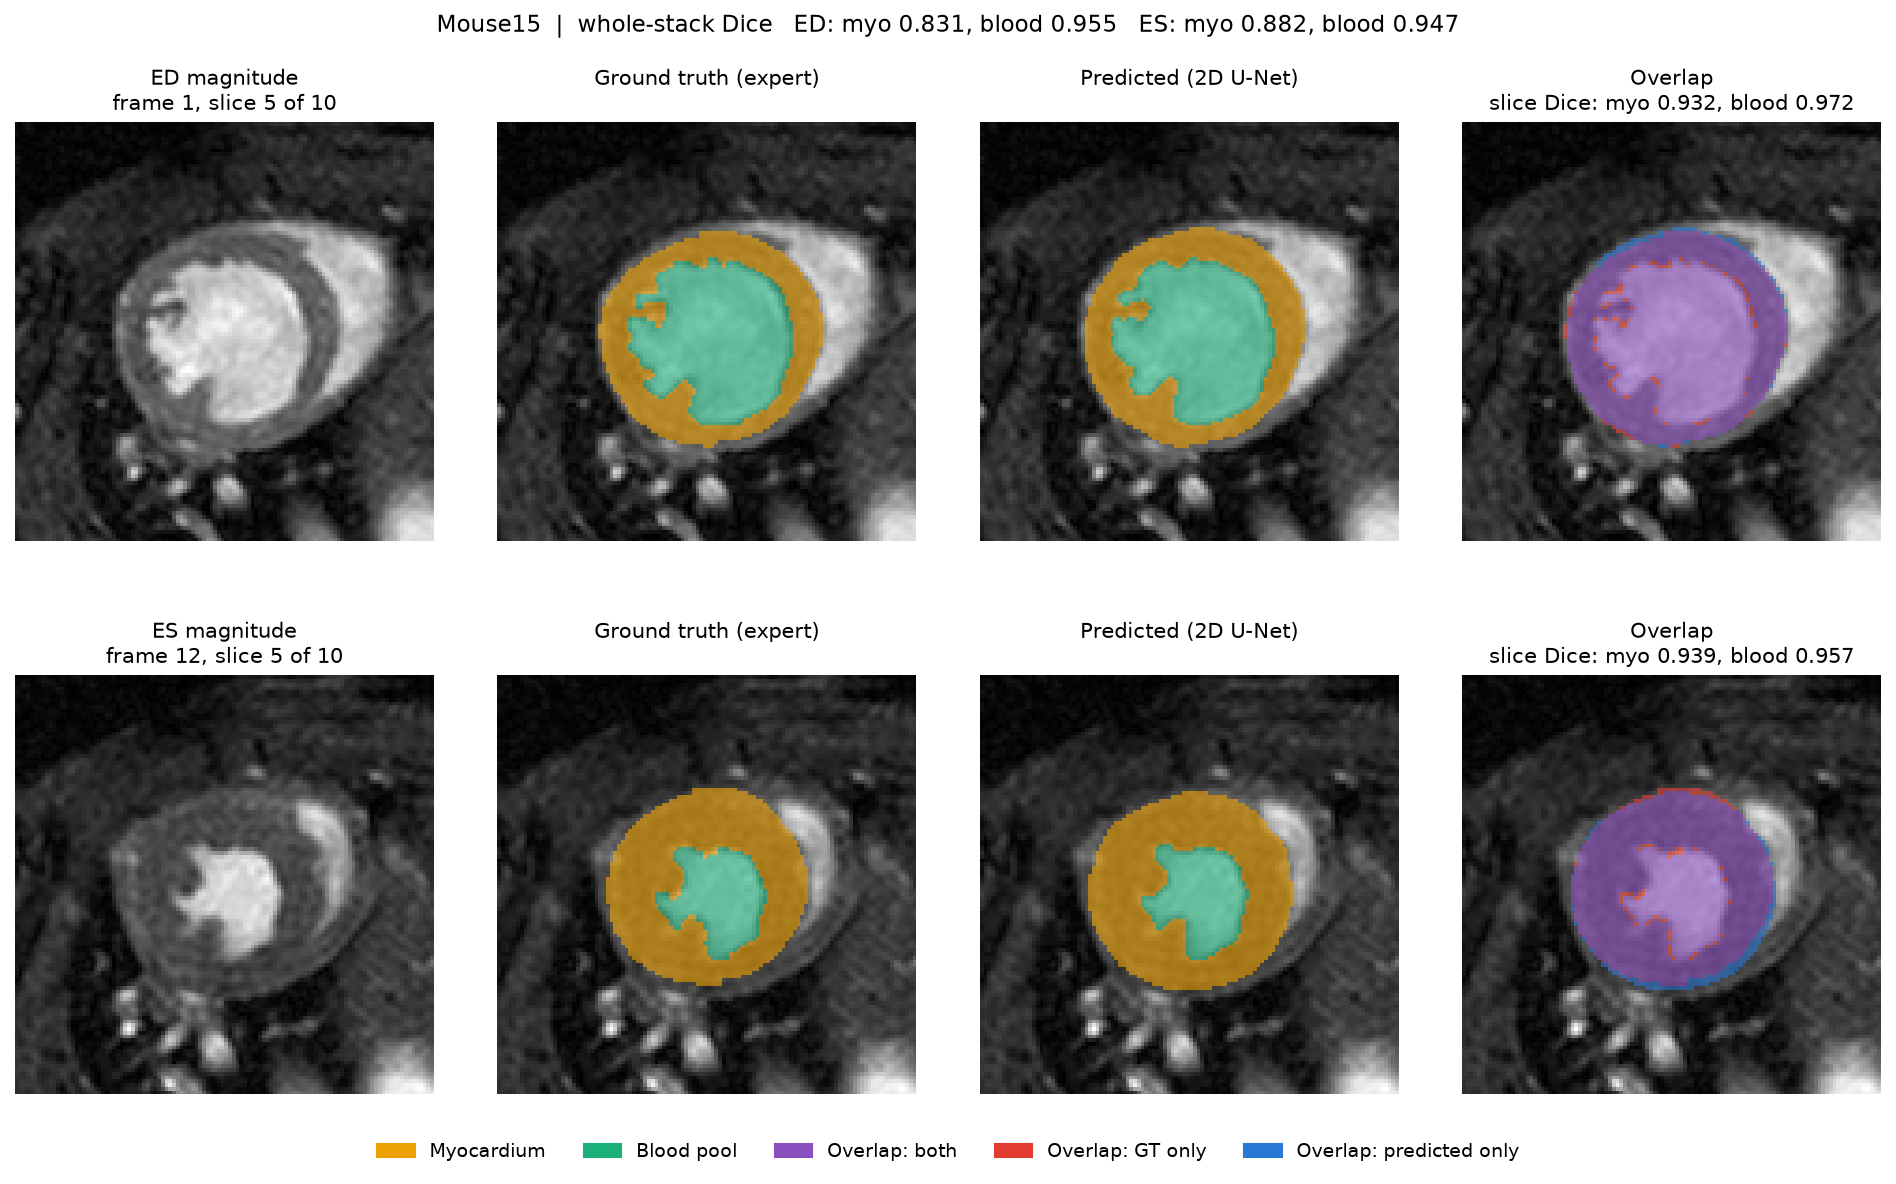 Mouse15  |  whole-stack Dice   ED: myo 0.831, blood 0.955   ES: myo 0.882, blood 0.947
ED magnitude
frame 1, slice 5 of 10
Ground truth (expert)
Predicted (2D U-Net)
Overlap
slice Dice: myo 0.932, blood 0.972
ES magnitude
frame 12, slice 5 of 10
Ground truth (expert)
Predicted (2D U-Net)
Overlap
slice Dice: myo 0.939, blood 0.957
Myocardium
Blood pool
Overlap: both
Overlap: GT only
Overlap: predicted only